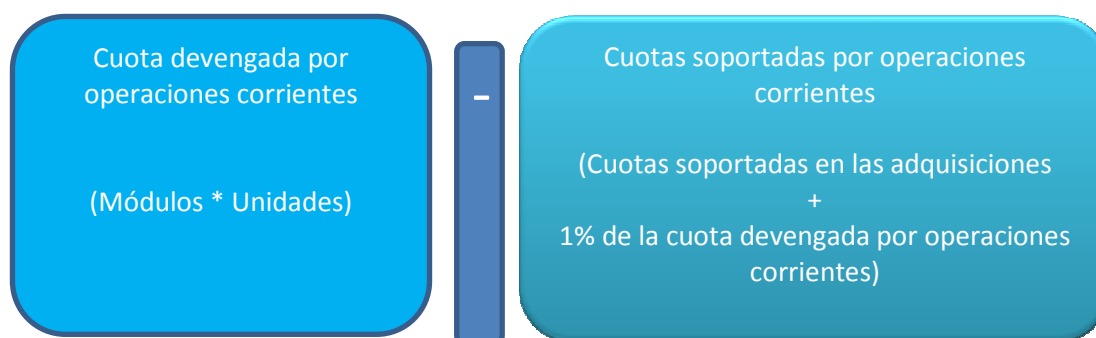 Cuota devengada por
operaciones corrientes
(Módulos * Unidades)
-
Cuotas soportadas por operaciones
corrientes
(Cuotas soportadas en las adquisiciones
+
1% de la cuota devengada por operaciones
corrientes)